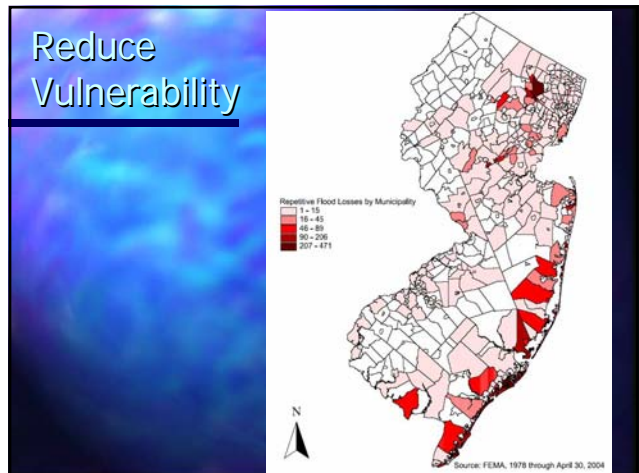 Reduce
Vulnerability
Repetitive Flood Losses by Municipality
1 - 15
16 - 45
46 - 89
90 - 206
207 - 471
N
Source: FEMA, 1978 through April 30, 2004